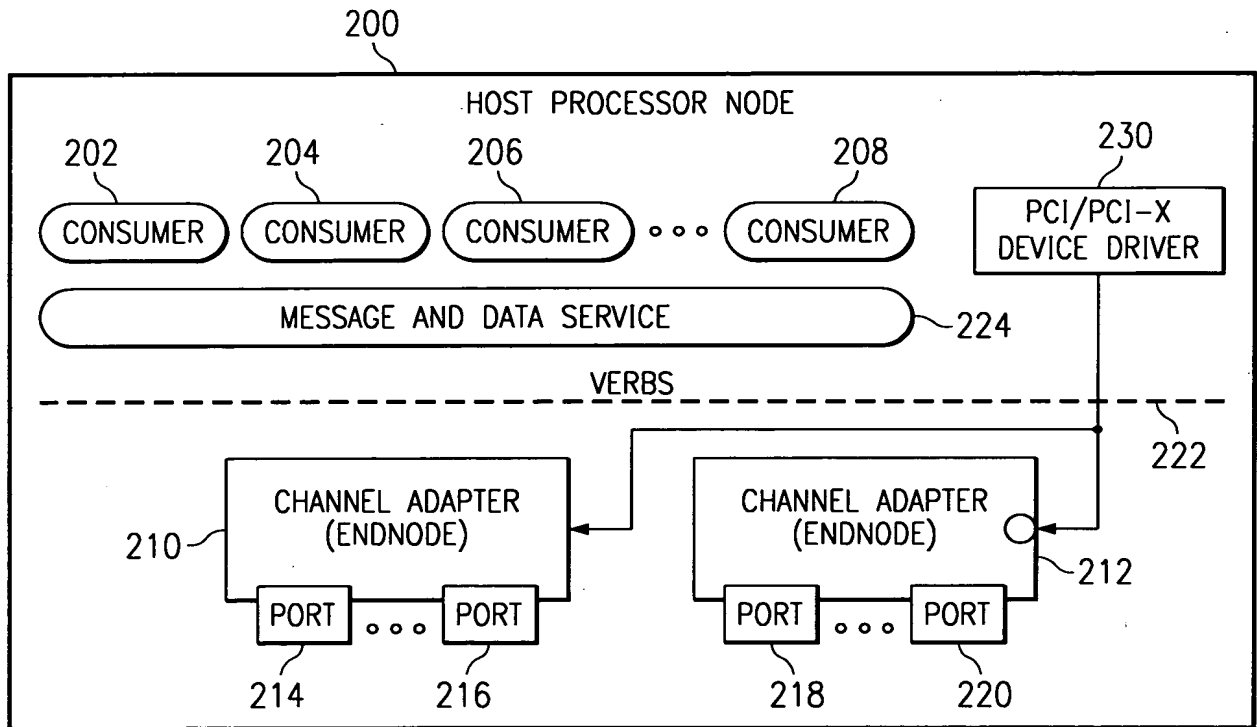 200
HOST PROCESSOR NODE
202
204
206
208
230
CONSUMER
CONSUMER
CONSUMER
CONSUMER
PCI/PCI-X
DEVICE DRIVER
MESSAGE AND DATA SERVICE
224
VERBS
222
CHANNEL ADAPTER
(ENDNODE)
CHANNEL ADAPTER
(ENDNODE)
210
212
PORT
PORT
PORT
PORT
214
216
218
220